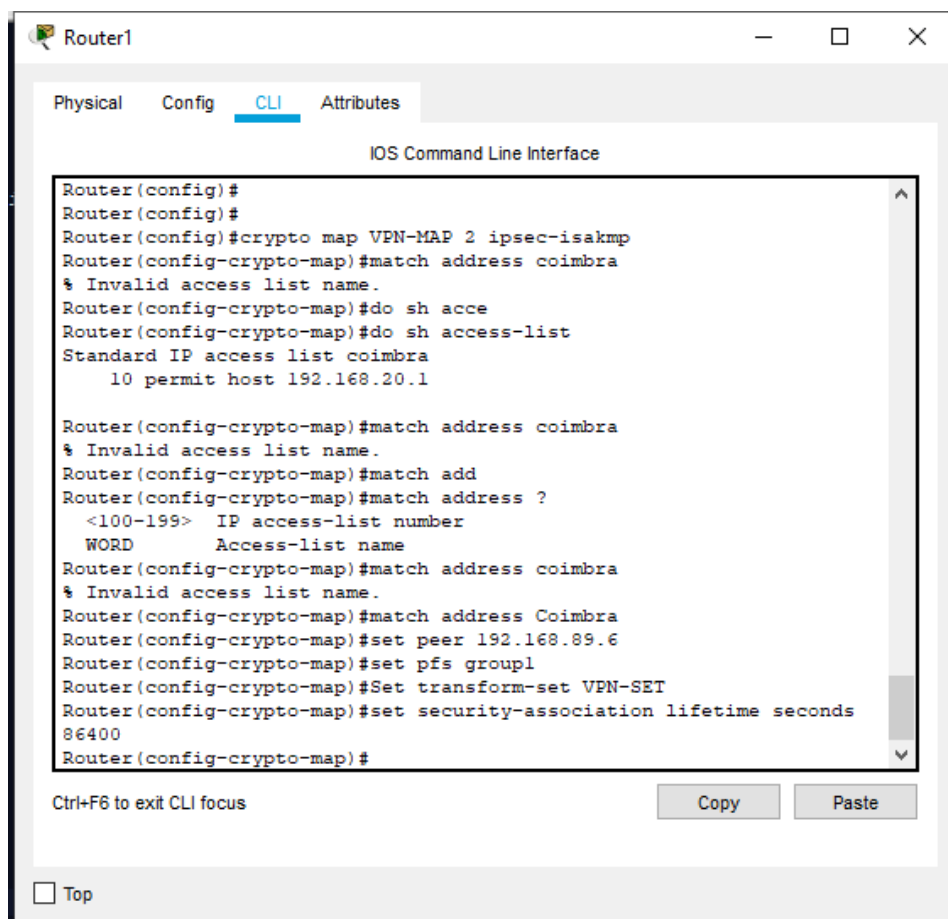 Router1
Physical Config CLI Attributes
IOS Command Line Interface
Router(config)#
Router(config)#
Router(config)#crypto map VPN-MAP 2 ipsec-isakmp
Router(config-crypto-map)#match address coimbra
% Invalid access list name.
Router(config-crypto-map)#do sh acce
Router(config-crypto-map)#do sh access-list
Standard IP access list coimbra
    10 permit host 192.168.20.1
Router(config-crypto-map)#match address coimbra
% Invalid access list name.
Router(config-crypto-map)#match add
Router(config-crypto-map)#match address ?
  <100-199>  IP access-list number
  WORD       Access-list name
Router(config-crypto-map)#match address coimbra
% Invalid access list name.
Router(config-crypto-map)#match address Coimbra
Router(config-crypto-map)#set peer 192.168.89.6
Router(config-crypto-map)#set pfs group1
Router(config-crypto-map)#Set transform-set VPN-SET
Router(config-crypto-map)#set security-association lifetime seconds
86400
Router(config-crypto-map)#
Ctrl+F6 to exit CLI focus
Copy
Paste
Top